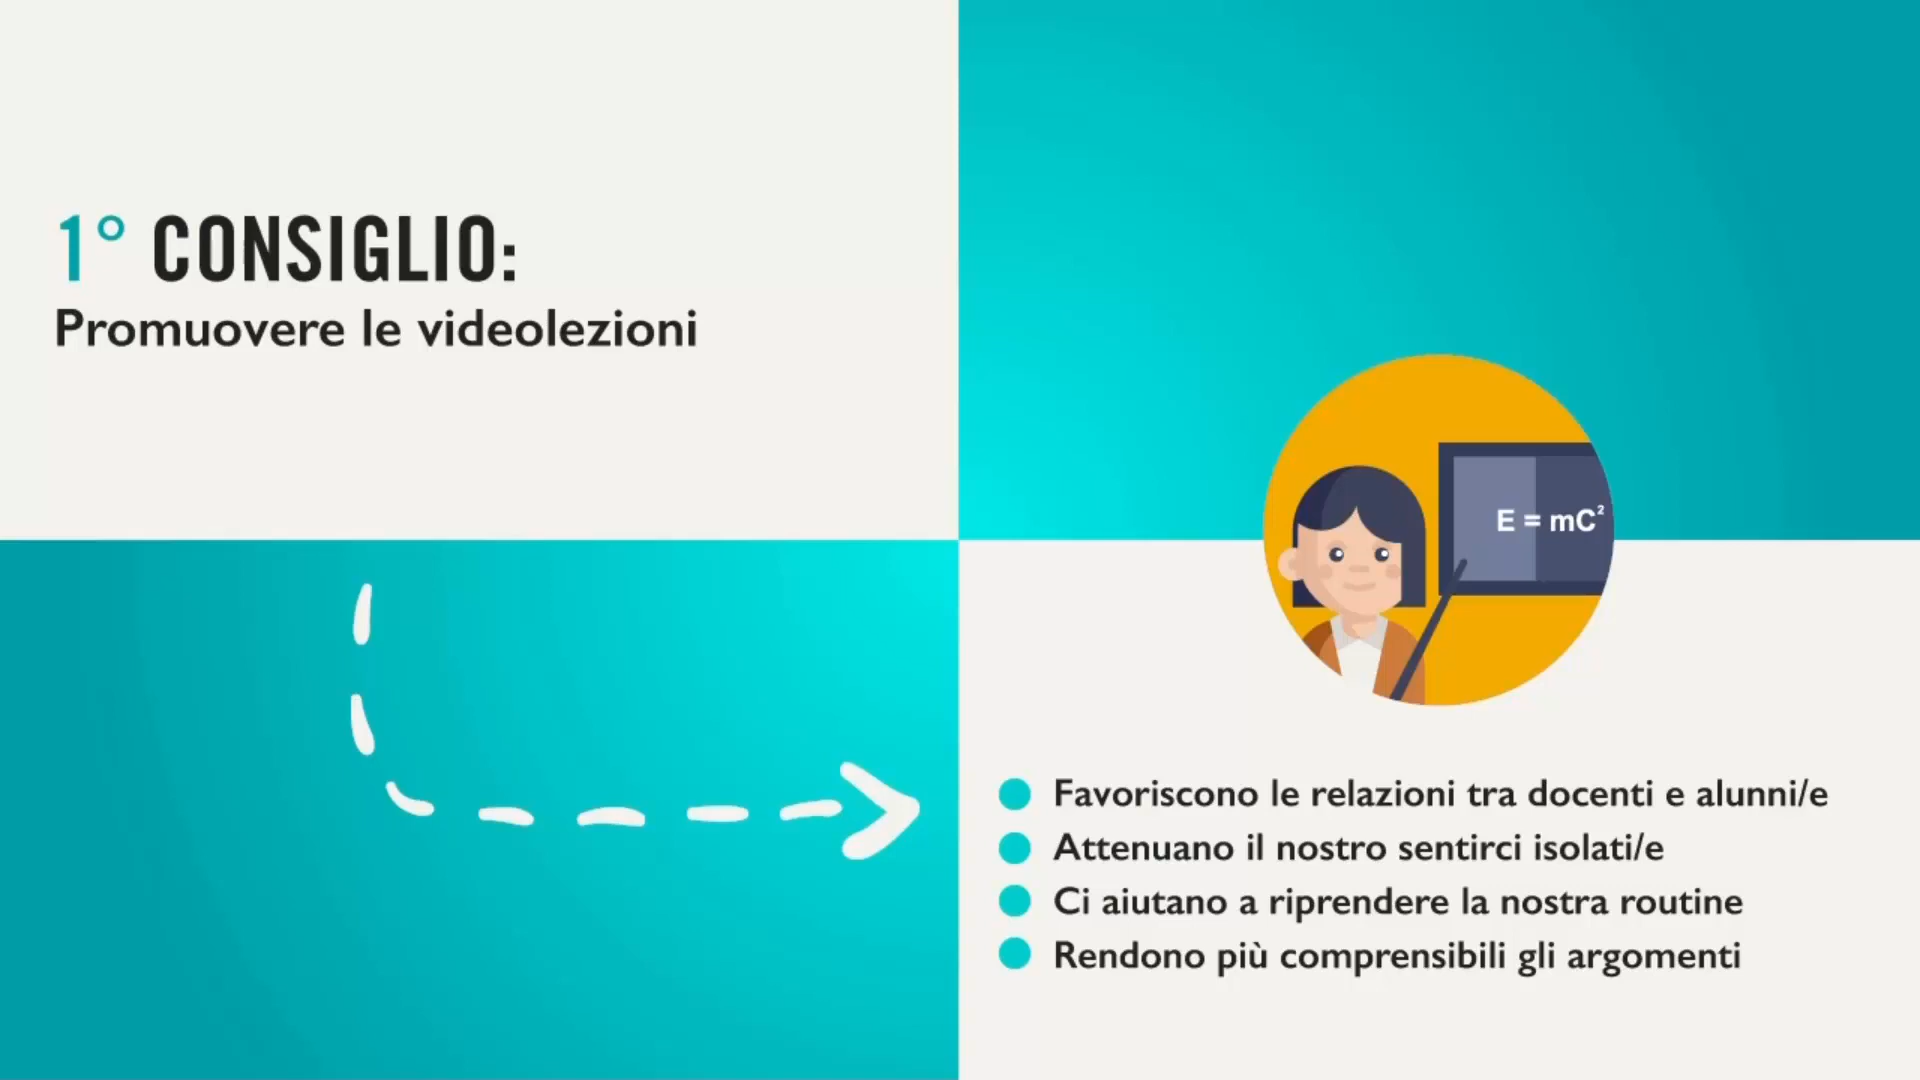 1° CONSIGLIO:
Promuovere le videolezioni
E = mC²
Favoriscono le relazioni tra docenti e alunni/e
Attenuano il nostro sentirci isolati/e
Ci aiutano a riprendere la nostra routine
Rendono più comprensibili gli argomenti